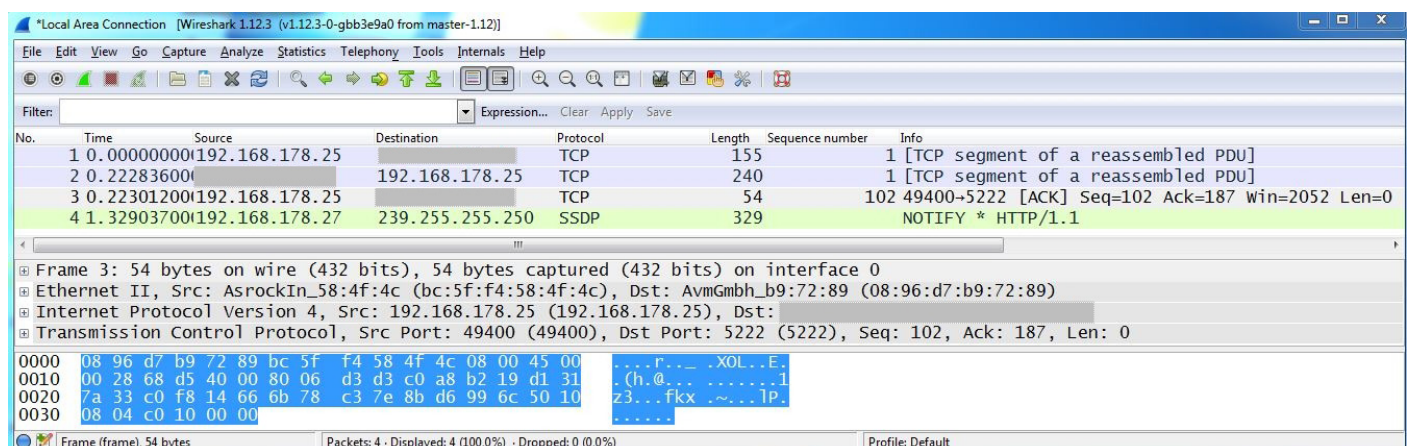 *Local Area Connection [Wireshark 1.12.3 (v1.12.3-0-gbb3e9a0 from master-1.12)]
File Edit View Go Capture Analyze Statistics Telephony Tools Internals Help
Filter: Expression... Clear Apply Save
No. Time Source Destination Protocol Length Sequence number Info
1 0.000000000 192.168.178.25 TCP 155 1 [TCP segment of a reassembled PDU]
2 0.222836000 192.168.178.25 TCP 240 1 [TCP segment of a reassembled PDU]
3 0.223012000 192.168.178.25 TCP 54 102 49400→5222 [ACK] Seq=102 Ack=187 Win=2052 Len=0
4 1.329037000 192.168.178.27 239.255.255.250 SSDP 329 NOTIFY * HTTP/1.1
Frame 3: 54 bytes on wire (432 bits), 54 bytes captured (432 bits) on interface 0
Ethernet II, Src: AsrockIn_58:4f:4c (bc:5f:f4:58:4f:4c), Dst: AvmGmbh_b9:72:89 (08:96:d7:b9:72:89)
Internet Protocol Version 4, Src: 192.168.178.25 (192.168.178.25), Dst:
Transmission Control Protocol, Src Port: 49400 (49400), Dst Port: 5222 (5222), Seq: 102, Ack: 187, Len: 0
0000 08 96 d7 b9 72 89 bc 5f f4 58 4f 4c 08 00 45 00 ....r.._ .XOL..E.
0010 00 28 68 d5 40 00 80 06 d3 d3 c0 a8 b2 19 d1 31 .(h.@... .......1
0020 7a 33 c0 f8 14 66 6b 78 c3 7e 8b d6 99 6c 50 10 z3...fkx .~...lP.
0030 08 04 c0 10 00 00 ......
Frame (frame), 54 bytes Packets: 4 · Displayed: 4 (100.0%) · Dropped: 0 (0.0%) Profile: Default